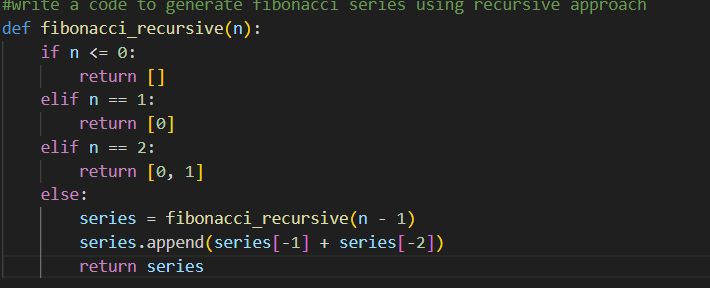 #write a code to generate fibonacci series using recursive approach
def fibonacci_recursive(n):
    if n <= 0:
        return []
    elif n == 1:
        return [0]
    elif n == 2:
        return [0, 1]
    else:
        series = fibonacci_recursive(n - 1)
        series.append(series[-1] + series[-2])
        return series